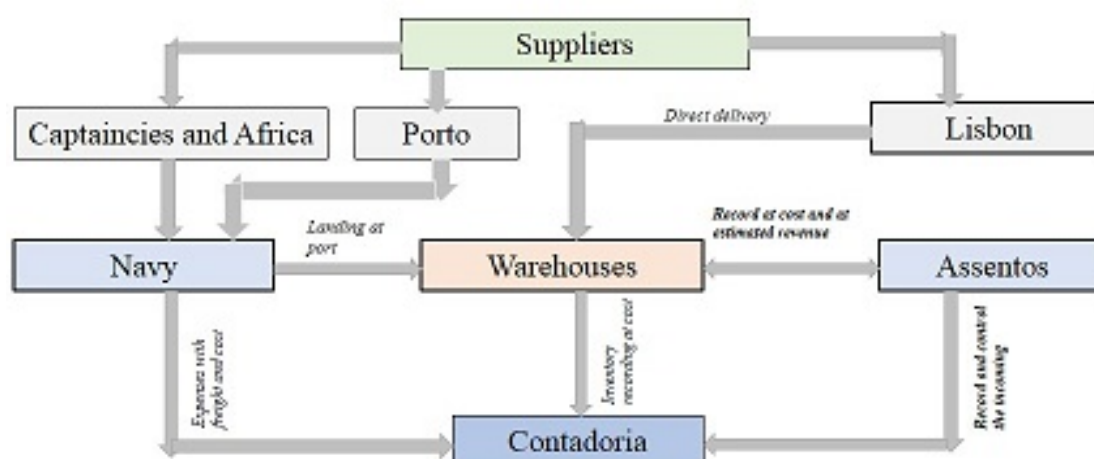 Suppliers
Captaincies and Africa
Porto
Direct delivery
Lisbon
Landing at
port
Record at cost and at
estimated revenue
Navy
Warehouses
Assentos
Expenses with
freight and cost
Inventory
recording at cost
Record and control
the incoming
Contadoria